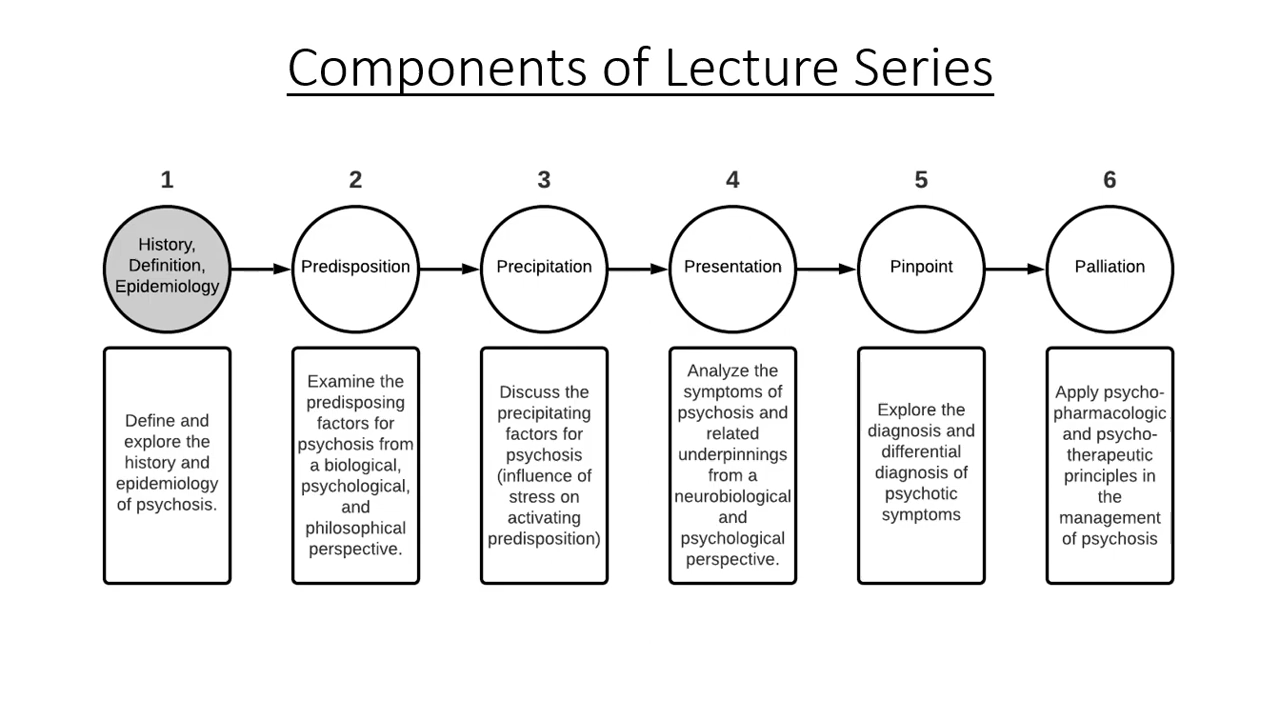 Components of Lecture Series
1
2
3
4
5
6
History,
Definition,
Epidemiology
Predisposition
Precipitation
Presentation
Pinpoint
Palliation
Define and
explore the
history and
epidemiology
of psychosis.
Examine the
predisposing
factors for
psychosis from
a biological,
psychological,
and
philosophical
perspective.
Discuss the
precipitating
factors for
psychosis
(influence of
stress on
activating
predisposition)
Analyze the
symptoms of
psychosis and
related
underpinnings
from a
neurobiological
and
psychological
perspective.
Explore the
diagnosis and
differential
diagnosis of
psychotic
symptoms
Apply psycho-
pharmacologic
and psycho-
therapeutic
principles in
the
management
of psychosis